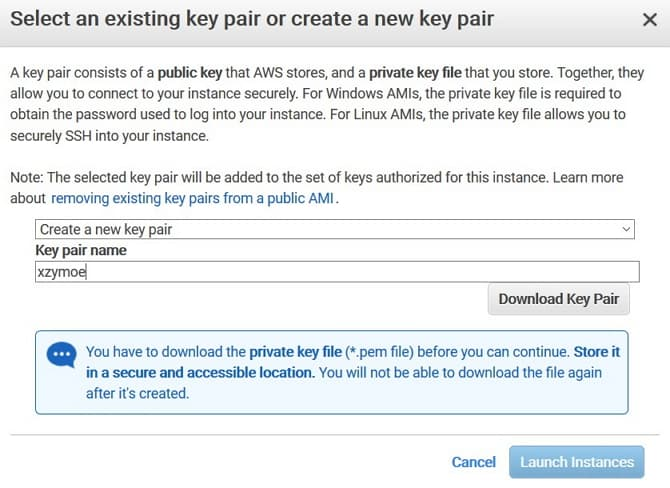 Select an existing key pair or create a new key pair
A key pair consists of a public key that AWS stores, and a private key file that you store. Together, they
allow you to connect to your instance securely. For Windows AMIs, the private key file is required to
obtain the password used to log into your instance. For Linux AMIs, the private key file allows you to
securely SSH into your instance.
Note: The selected key pair will be added to the set of keys authorized for this instance. Learn more
about removing existing key pairs from a public AMI.
Create a new key pair
Key pair name
xzymoe
Download Key Pair
You have to download the private key file (*.pem file) before you can continue. Store it
in a secure and accessible location. You will not be able to download the file again
after it's created.
Cancel Launch Instances